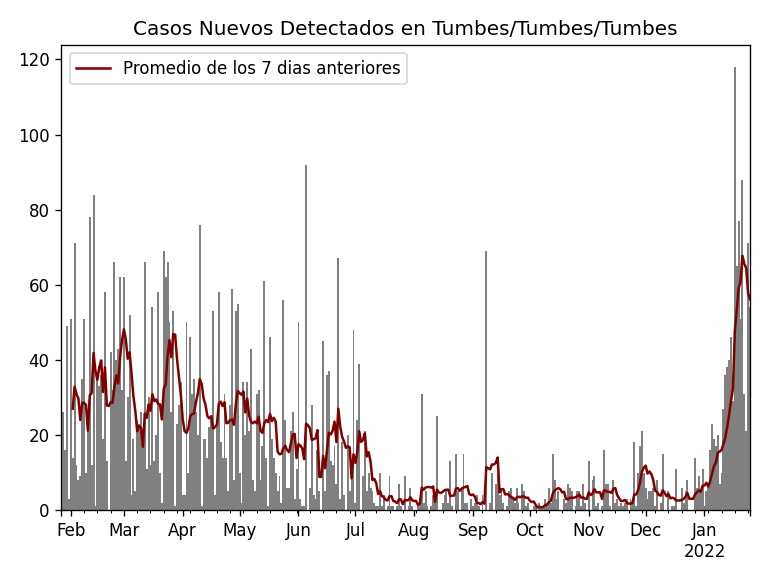 Casos Nuevos Detectados en Tumbes/Tumbes/Tumbes
Promedio de los 7 dias anteriores
120
100
80
60
40
20
0
Feb Mar Apr May Jun Jul Aug Sep Oct Nov Dec Jan
2022